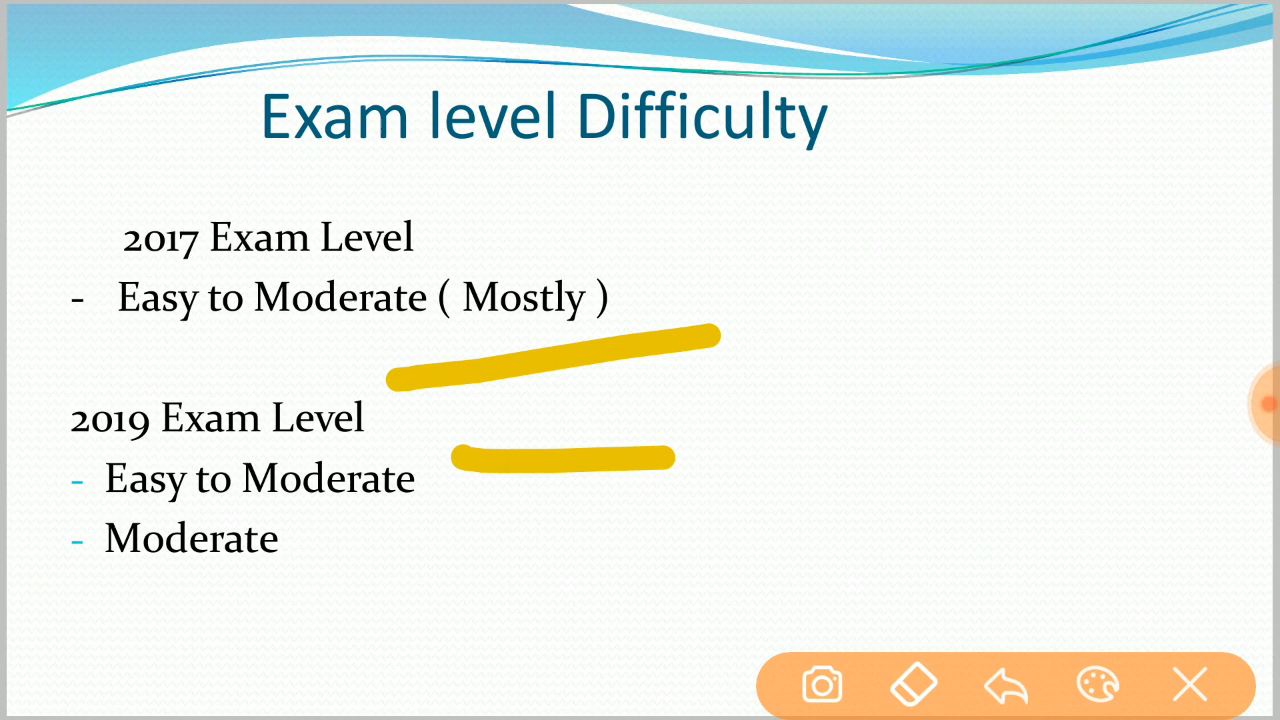 Exam level Difficulty
2017 Exam Level
- Easy to Moderate ( Mostly )
2019 Exam Level
- Easy to Moderate
- Moderate